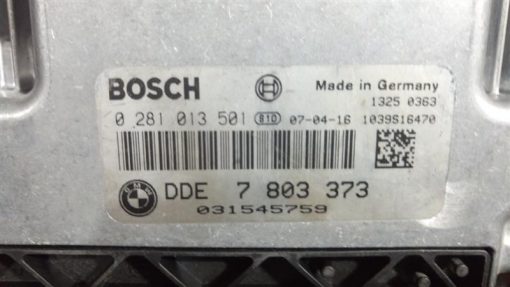 BOSCH Made in Germany
1325 0363
0 281 013 501 810 07-04-16 1039S16470
BMW DDE 7 803 373
031545759